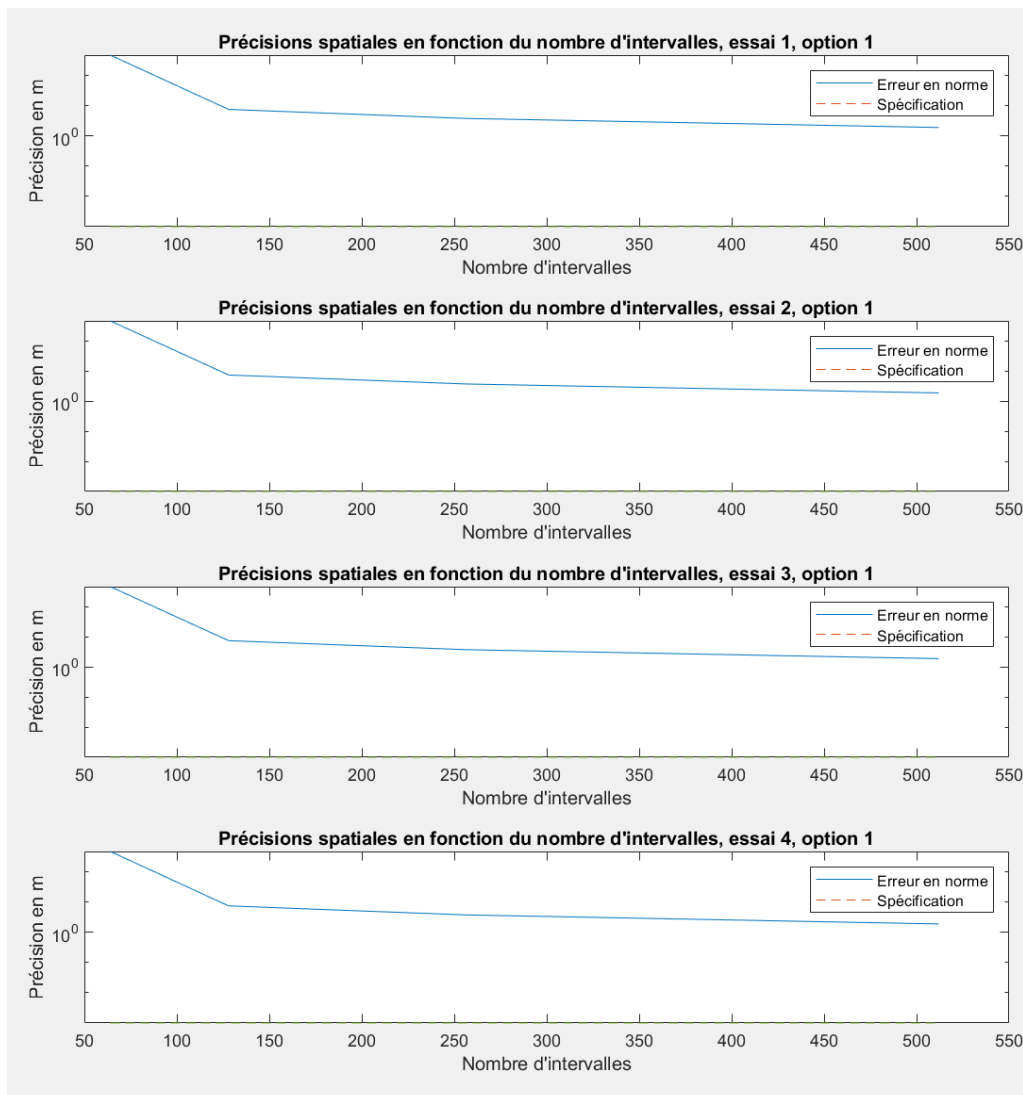 Précisions spatiales en fonction du nombre d'intervalles, essai 1, option 1
Précision en m
10^0
Erreur en norme
Spécification
50 100 150 200 250 300 350 400 450 500 550
Nombre d'intervalles
Précisions spatiales en fonction du nombre d'intervalles, essai 2, option 1
Précision en m
10^0
Erreur en norme
Spécification
50 100 150 200 250 300 350 400 450 500 550
Nombre d'intervalles
Précisions spatiales en fonction du nombre d'intervalles, essai 3, option 1
Précision en m
10^0
Erreur en norme
Spécification
50 100 150 200 250 300 350 400 450 500 550
Nombre d'intervalles
Précisions spatiales en fonction du nombre d'intervalles, essai 4, option 1
Précision en m
10^0
Erreur en norme
Spécification
50 100 150 200 250 300 350 400 450 500 550
Nombre d'intervalles